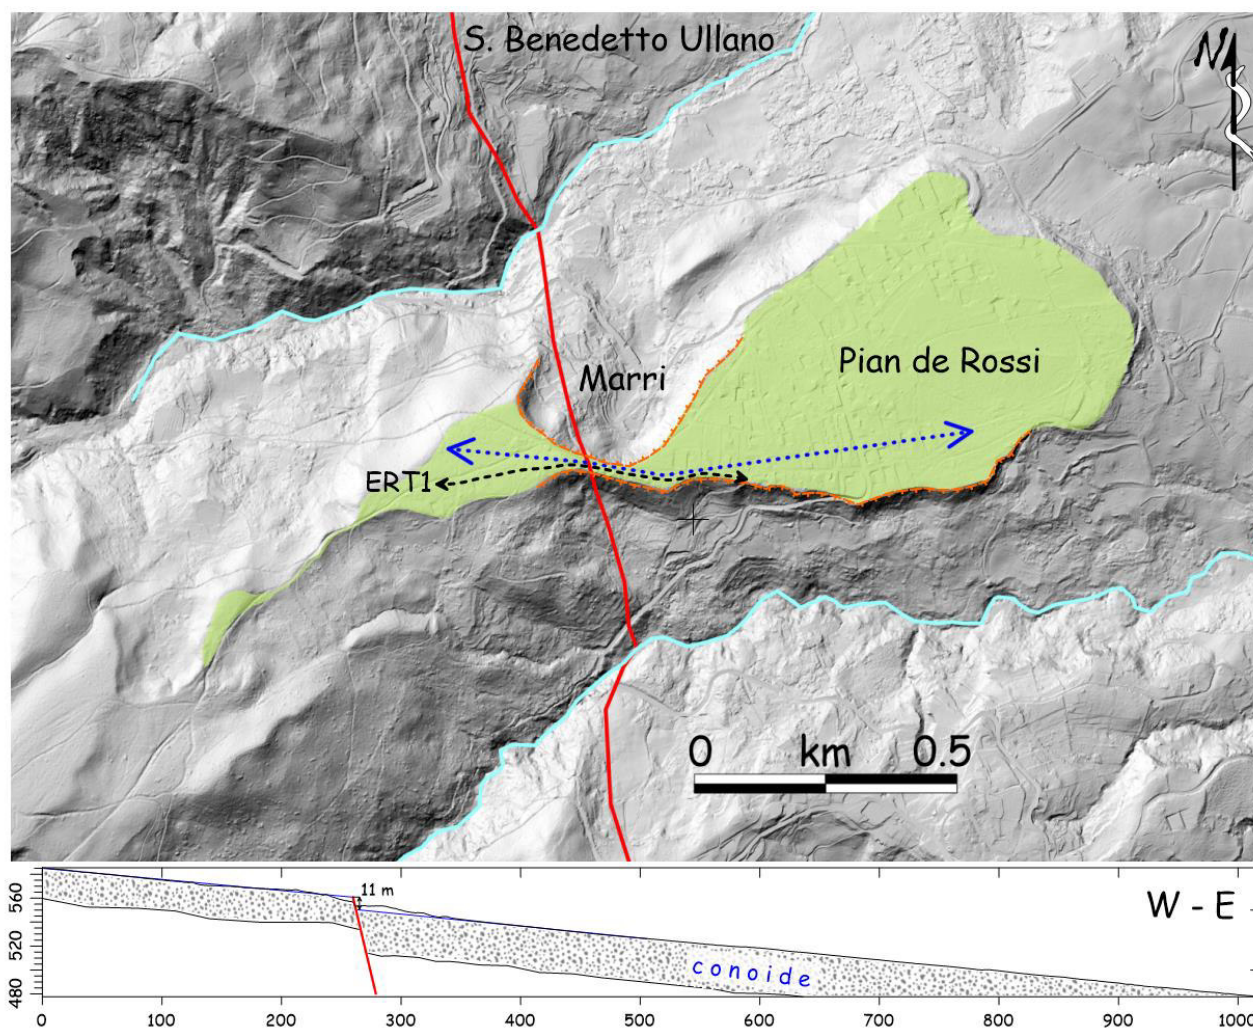 S. Benedetto Ullano
N
Marri
Pian de Rossi
ERT1
0 km 0.5
11 m
W - E
560
520
480
conoide
0 100 200 300 400 500 600 700 800 900 1000